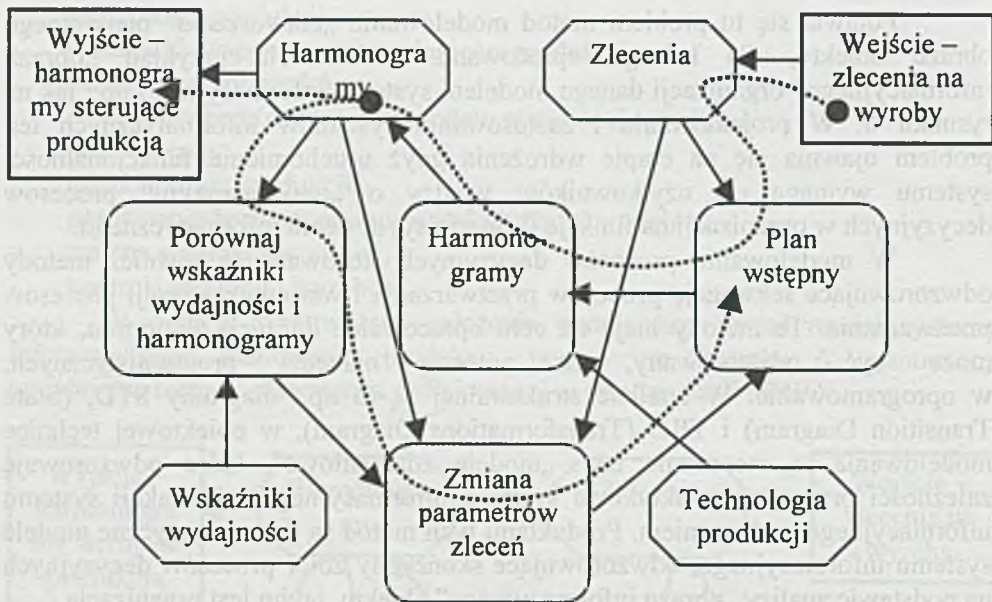 Wyjście –
harmonogra
my sterujące
produkcją
Harmonogra
my
Zlecenia
Wejście –
zlecenia na
wyroby
Porównaj
wskaźniki
wydajności i
harmonogramy
Harmono
gramy
Plan
wstępny
Wskaźniki
wydajności
Zmiana
parametrów
zleceń
Technologia
produkcji